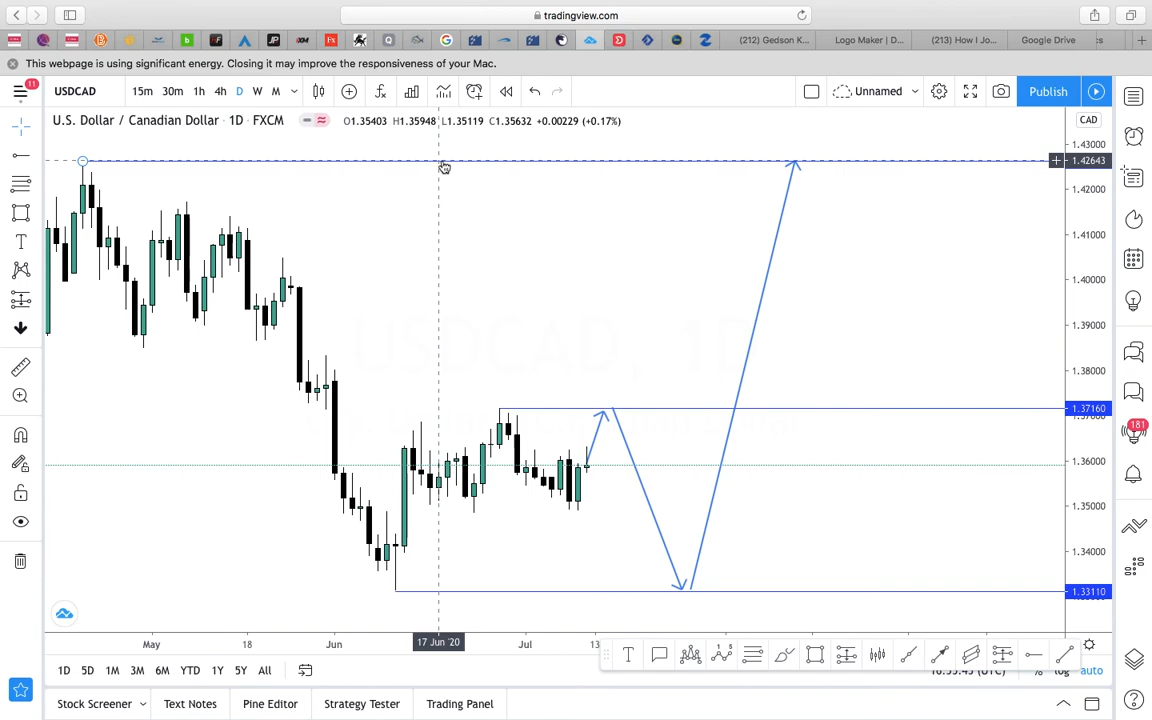 tradingview.com
(212) Gedson K...
Logo Maker | D...
(213) How I Jo...
Google Drive
This webpage is using significant energy. Closing it may improve the responsiveness of your Mac.
11
USDCAD
15m 30m 1h 4h D W M
Unnamed
Publish
U.S. Dollar / Canadian Dollar · 1D · FXCM
O1.35403 H1.35948 L1.35119 C1.35632 +0.00229 (+0.17%)
CAD
1.43000
1.42643
1.42000
1.41000
1.40000
1.39000
1.38000
1.37160
1.36000
1.35000
1.34000
1.33110
USDCAD, 1D
181
May 18 Jun 17 Jun '20 Jul 13
1D 5D 1M 3M 6M YTD 1Y 5Y All
% log auto
Stock Screener Text Notes Pine Editor Strategy Tester Trading Panel